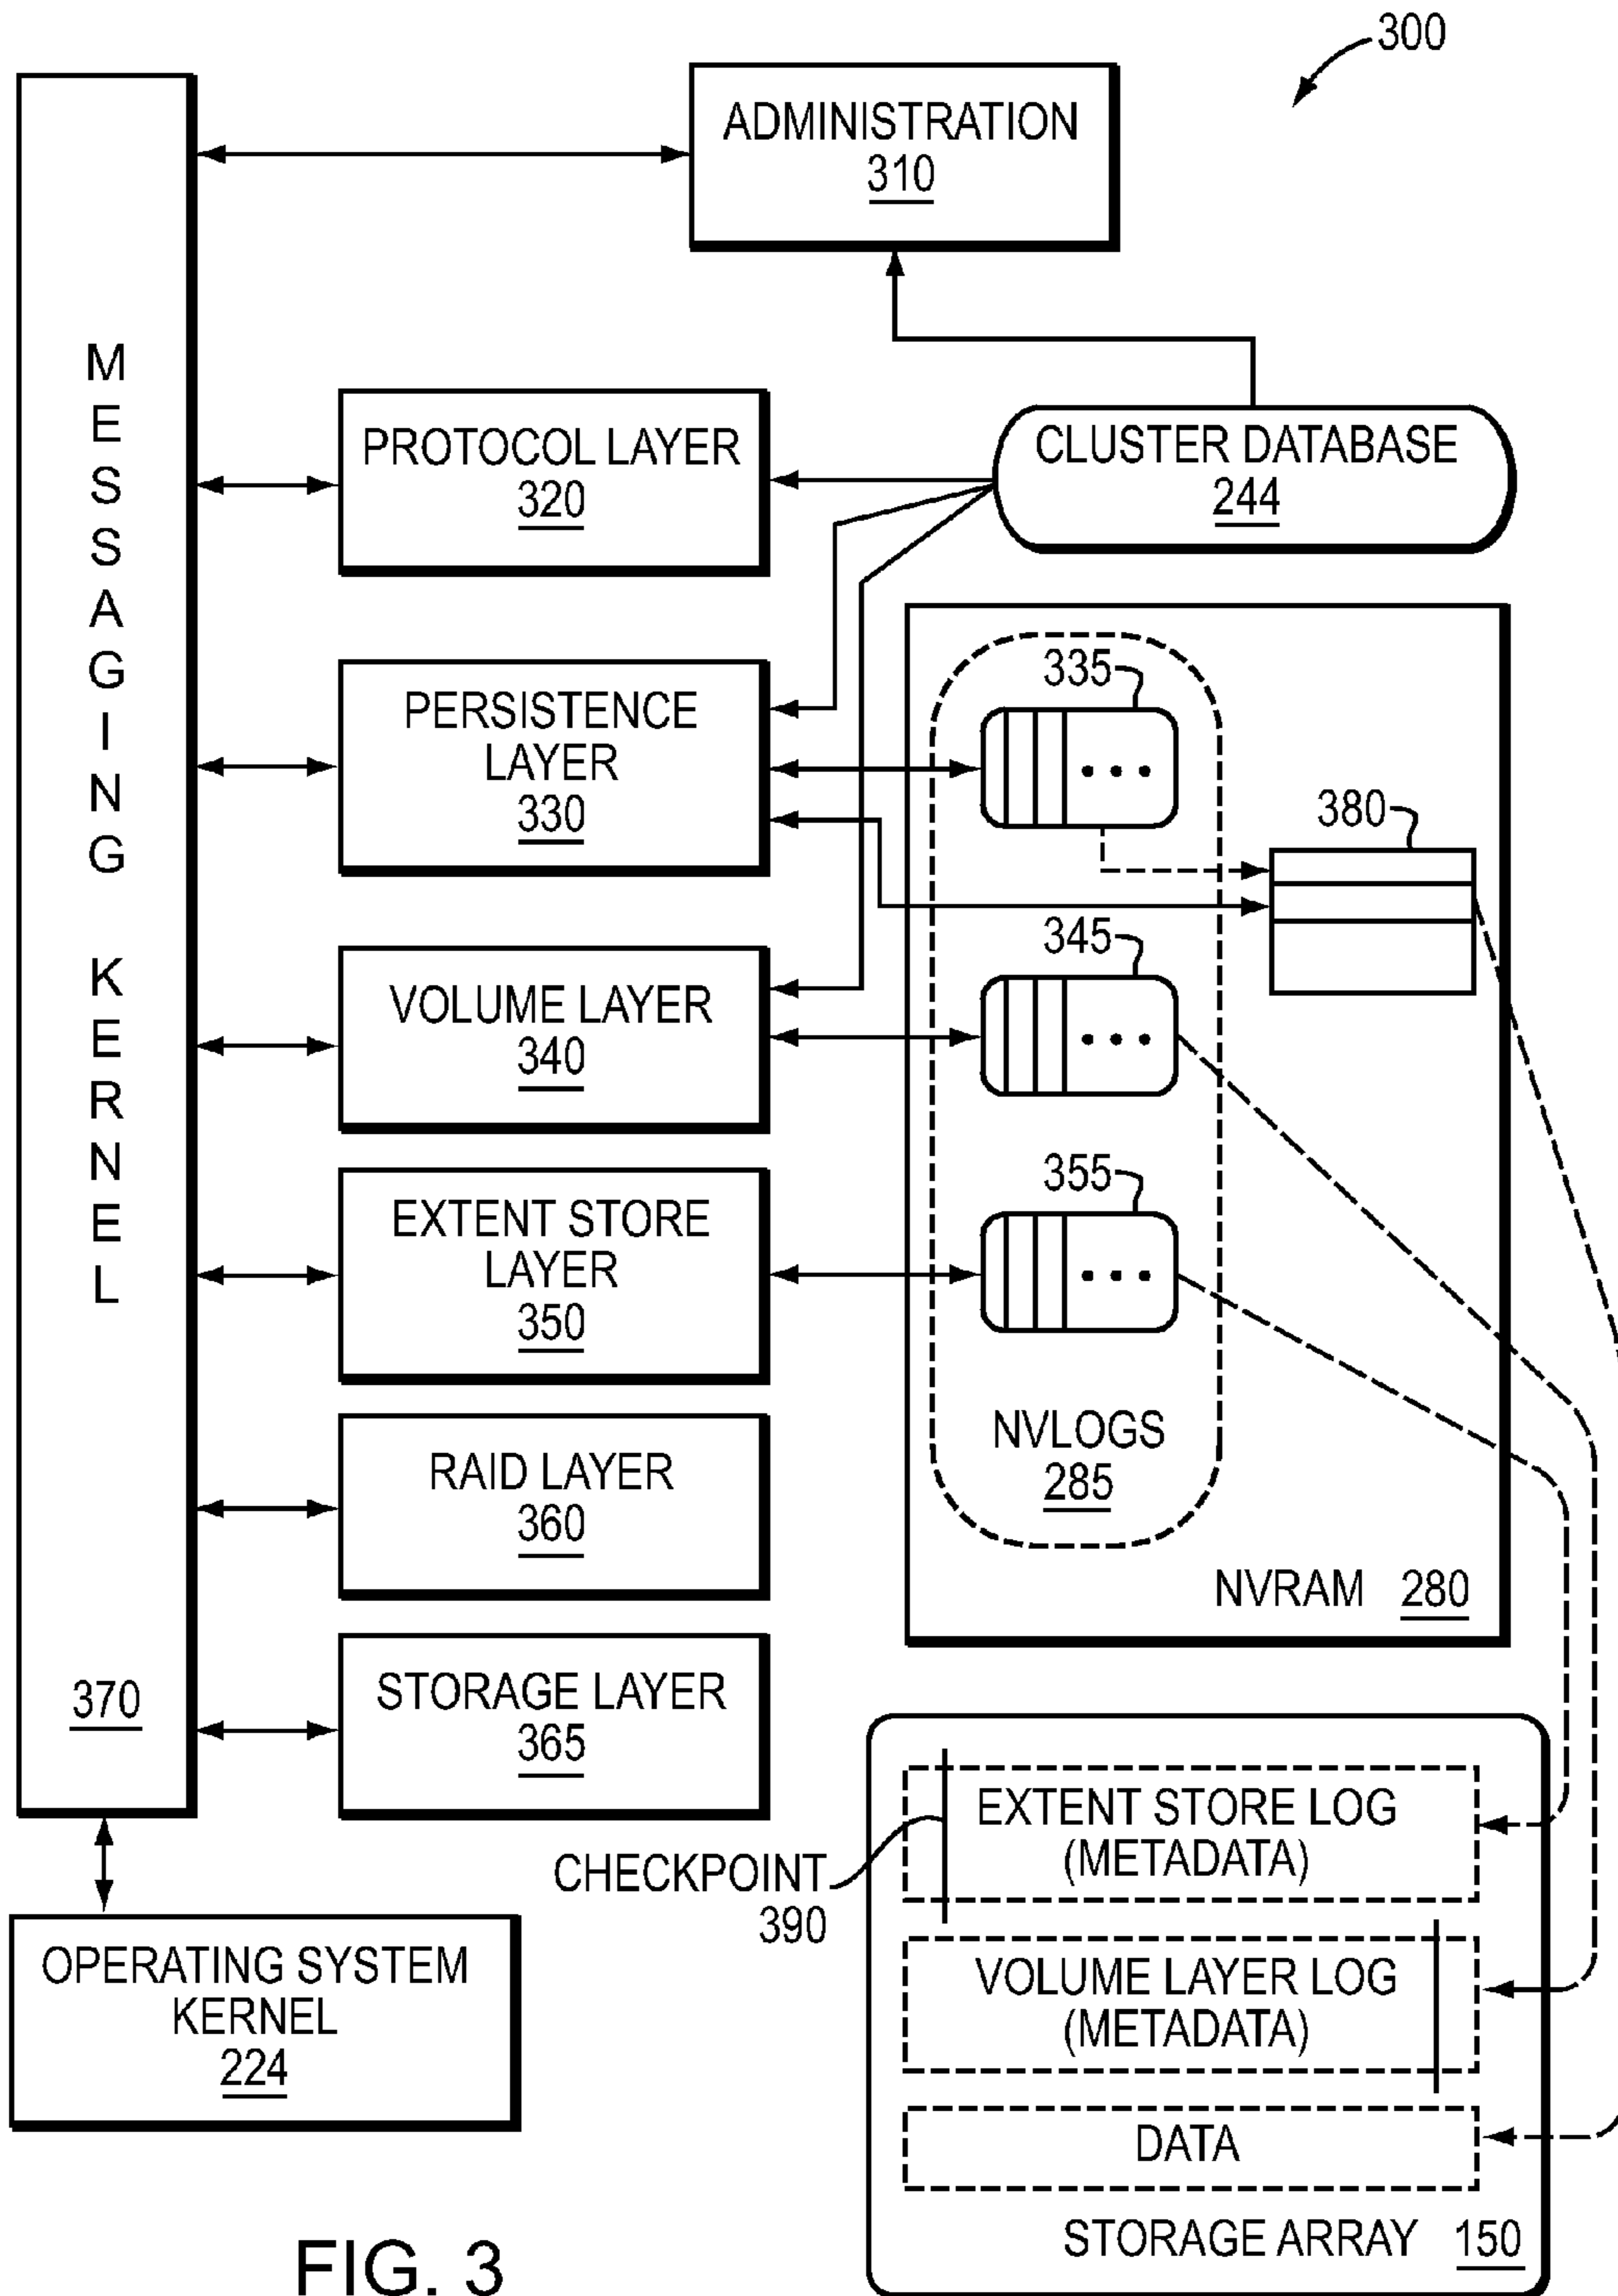 300
ADMINISTRATION
310
MESSAGING KERNEL
370
PROTOCOL LAYER
320
CLUSTER DATABASE
244
PERSISTENCE
LAYER
330
335
380
VOLUME LAYER
340
345
EXTENT STORE
LAYER
350
355
NVLOGS
285
RAID LAYER
360
NVRAM 280
STORAGE LAYER
365
OPERATING SYSTEM
KERNEL
224
CHECKPOINT
390
EXTENT STORE LOG
(METADATA)
VOLUME LAYER LOG
(METADATA)
DATA
STORAGE ARRAY 150
FIG. 3